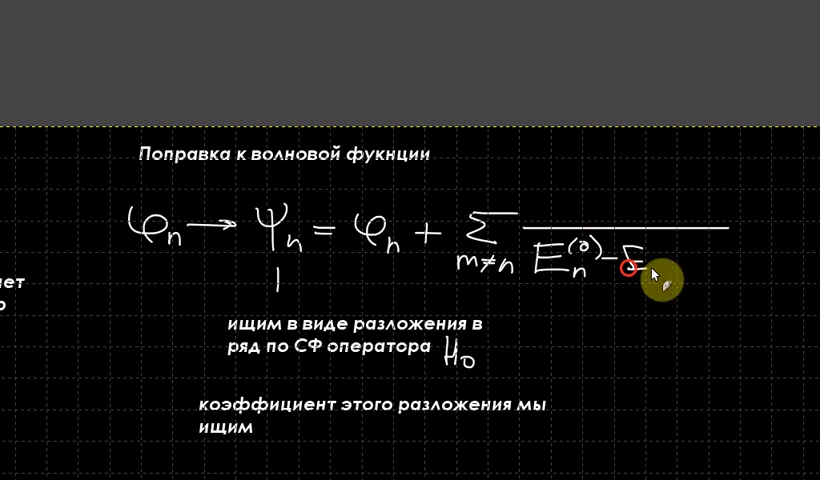 Поправка к волновой фукнции
φn → ψn = φn + Σ m≠n ———— En(0) − E
ет
о
ищим в виде разложения в
ряд по СФ оператора H0
коэффициент этого разложения мы
ищим